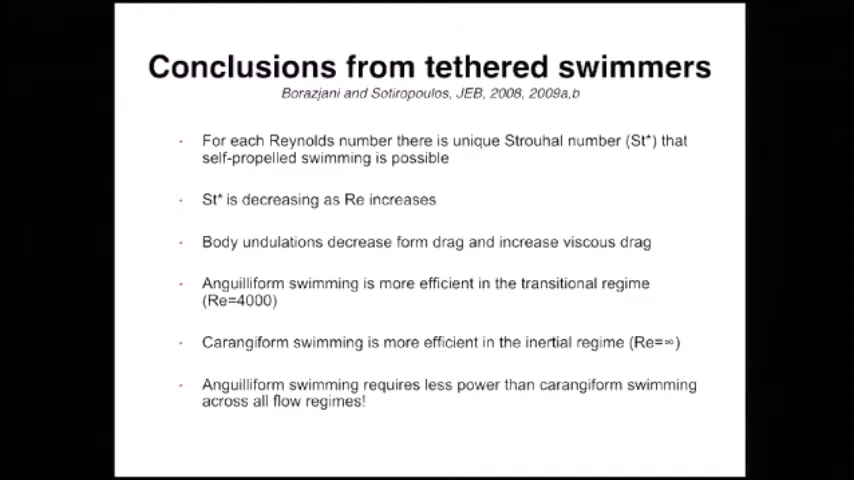 Conclusions from tethered swimmers
Borazjani and Sotiropoulos, JEB, 2008, 2009a,b
· For each Reynolds number there is unique Strouhal number (St*) that
self-propelled swimming is possible
· St* is decreasing as Re increases
· Body undulations decrease form drag and increase viscous drag
· Anguilliform swimming is more efficient in the transitional regime
(Re=4000)
· Carangiform swimming is more efficient in the inertial regime (Re=∞)
· Anguilliform swimming requires less power than carangiform swimming
across all flow regimes!